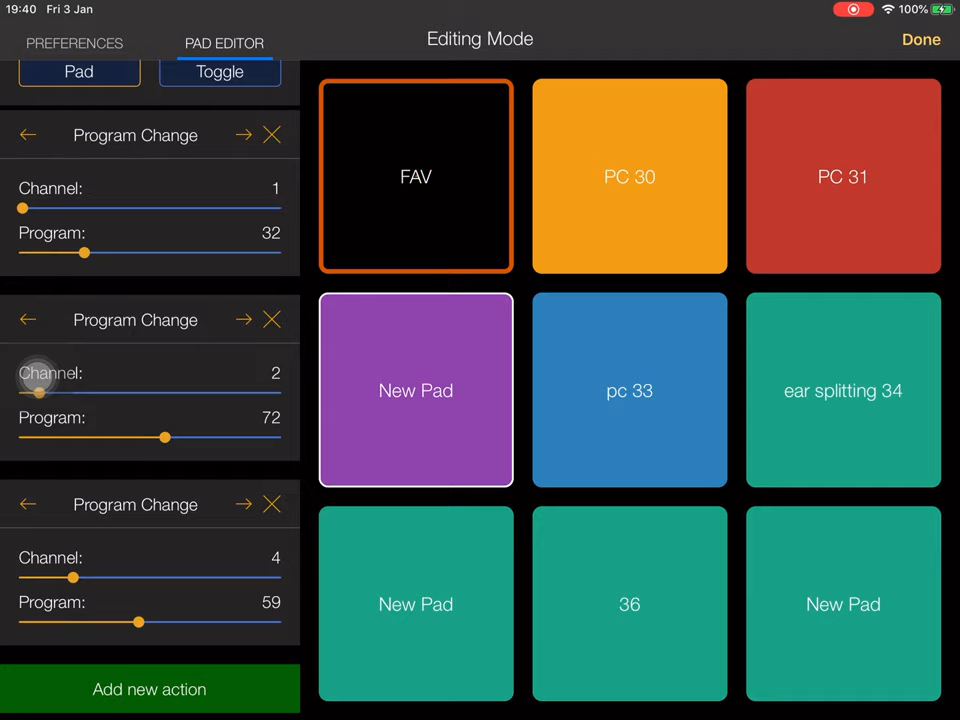 19:40 Fri 3 Jan 100%
PREFERENCES PAD EDITOR Editing Mode Done
Pad Toggle
Program Change
Channel: 1
Program: 32
Program Change
Channel: 2
Program: 72
Program Change
Channel: 4
Program: 59
Add new action
FAV PC 30 PC 31
New Pad pc 33 ear splitting 34
New Pad 36 New Pad